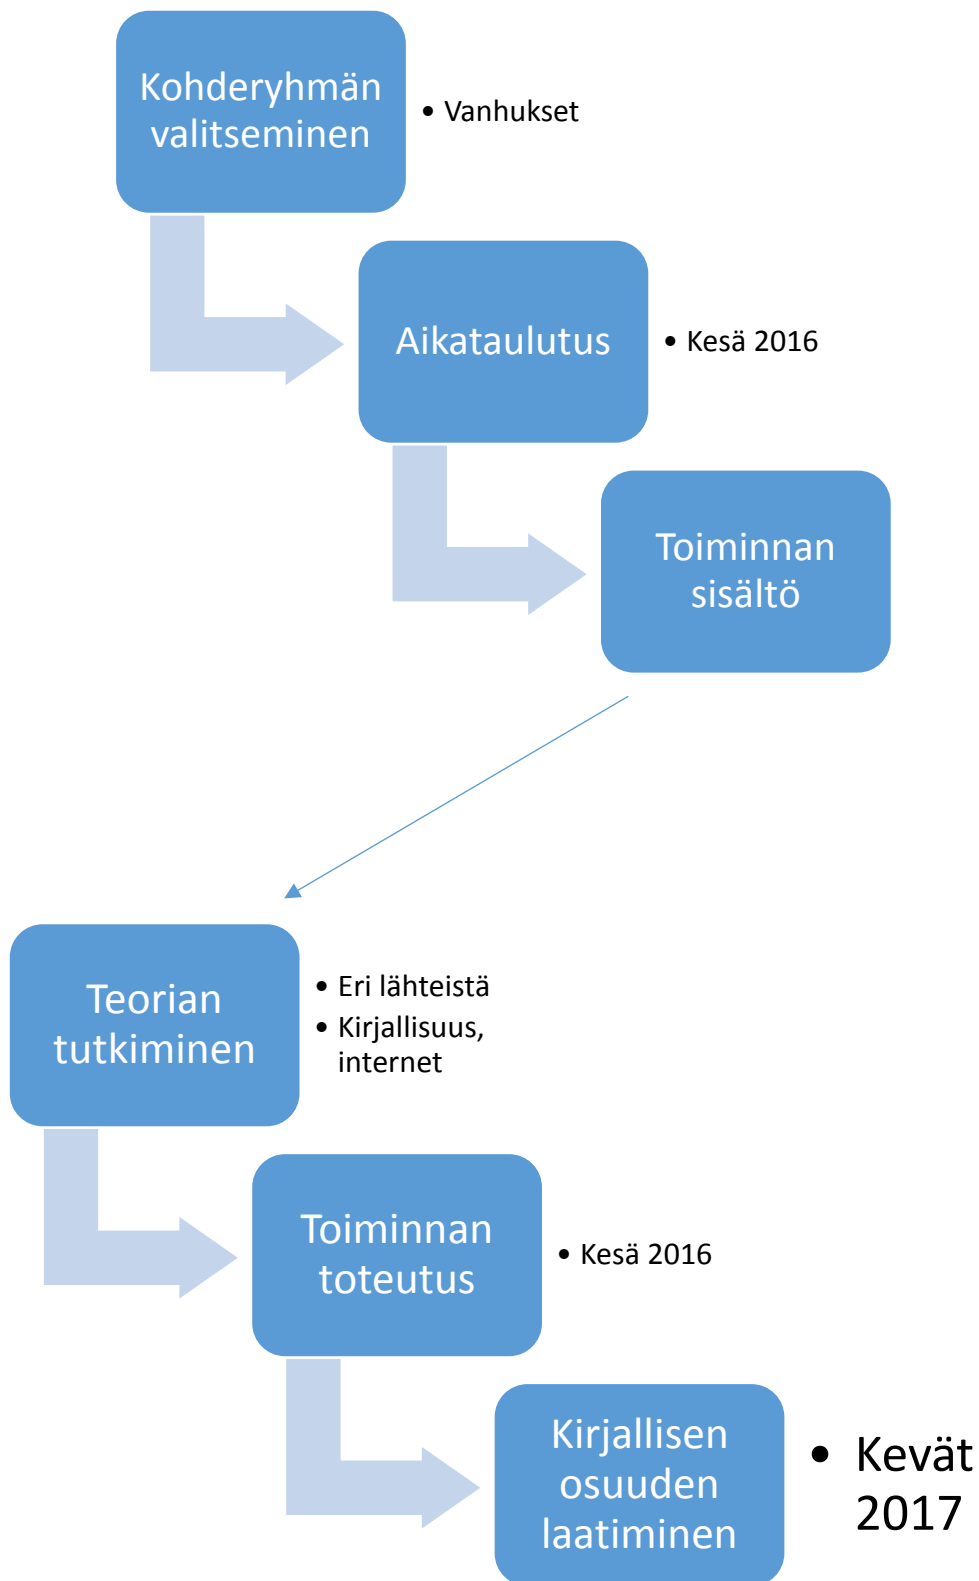 Kohderyhmän
valitseminen
• Vanhukset
Aikataulutus
• Kesä 2016
Toiminnan
sisältö
Teorian
tutkiminen
• Eri lähteistä
• Kirjallisuus,
internet
Toiminnan
toteutus
• Kesä 2016
Kirjallisen
osuuden
laatiminen
• Kevät
2017